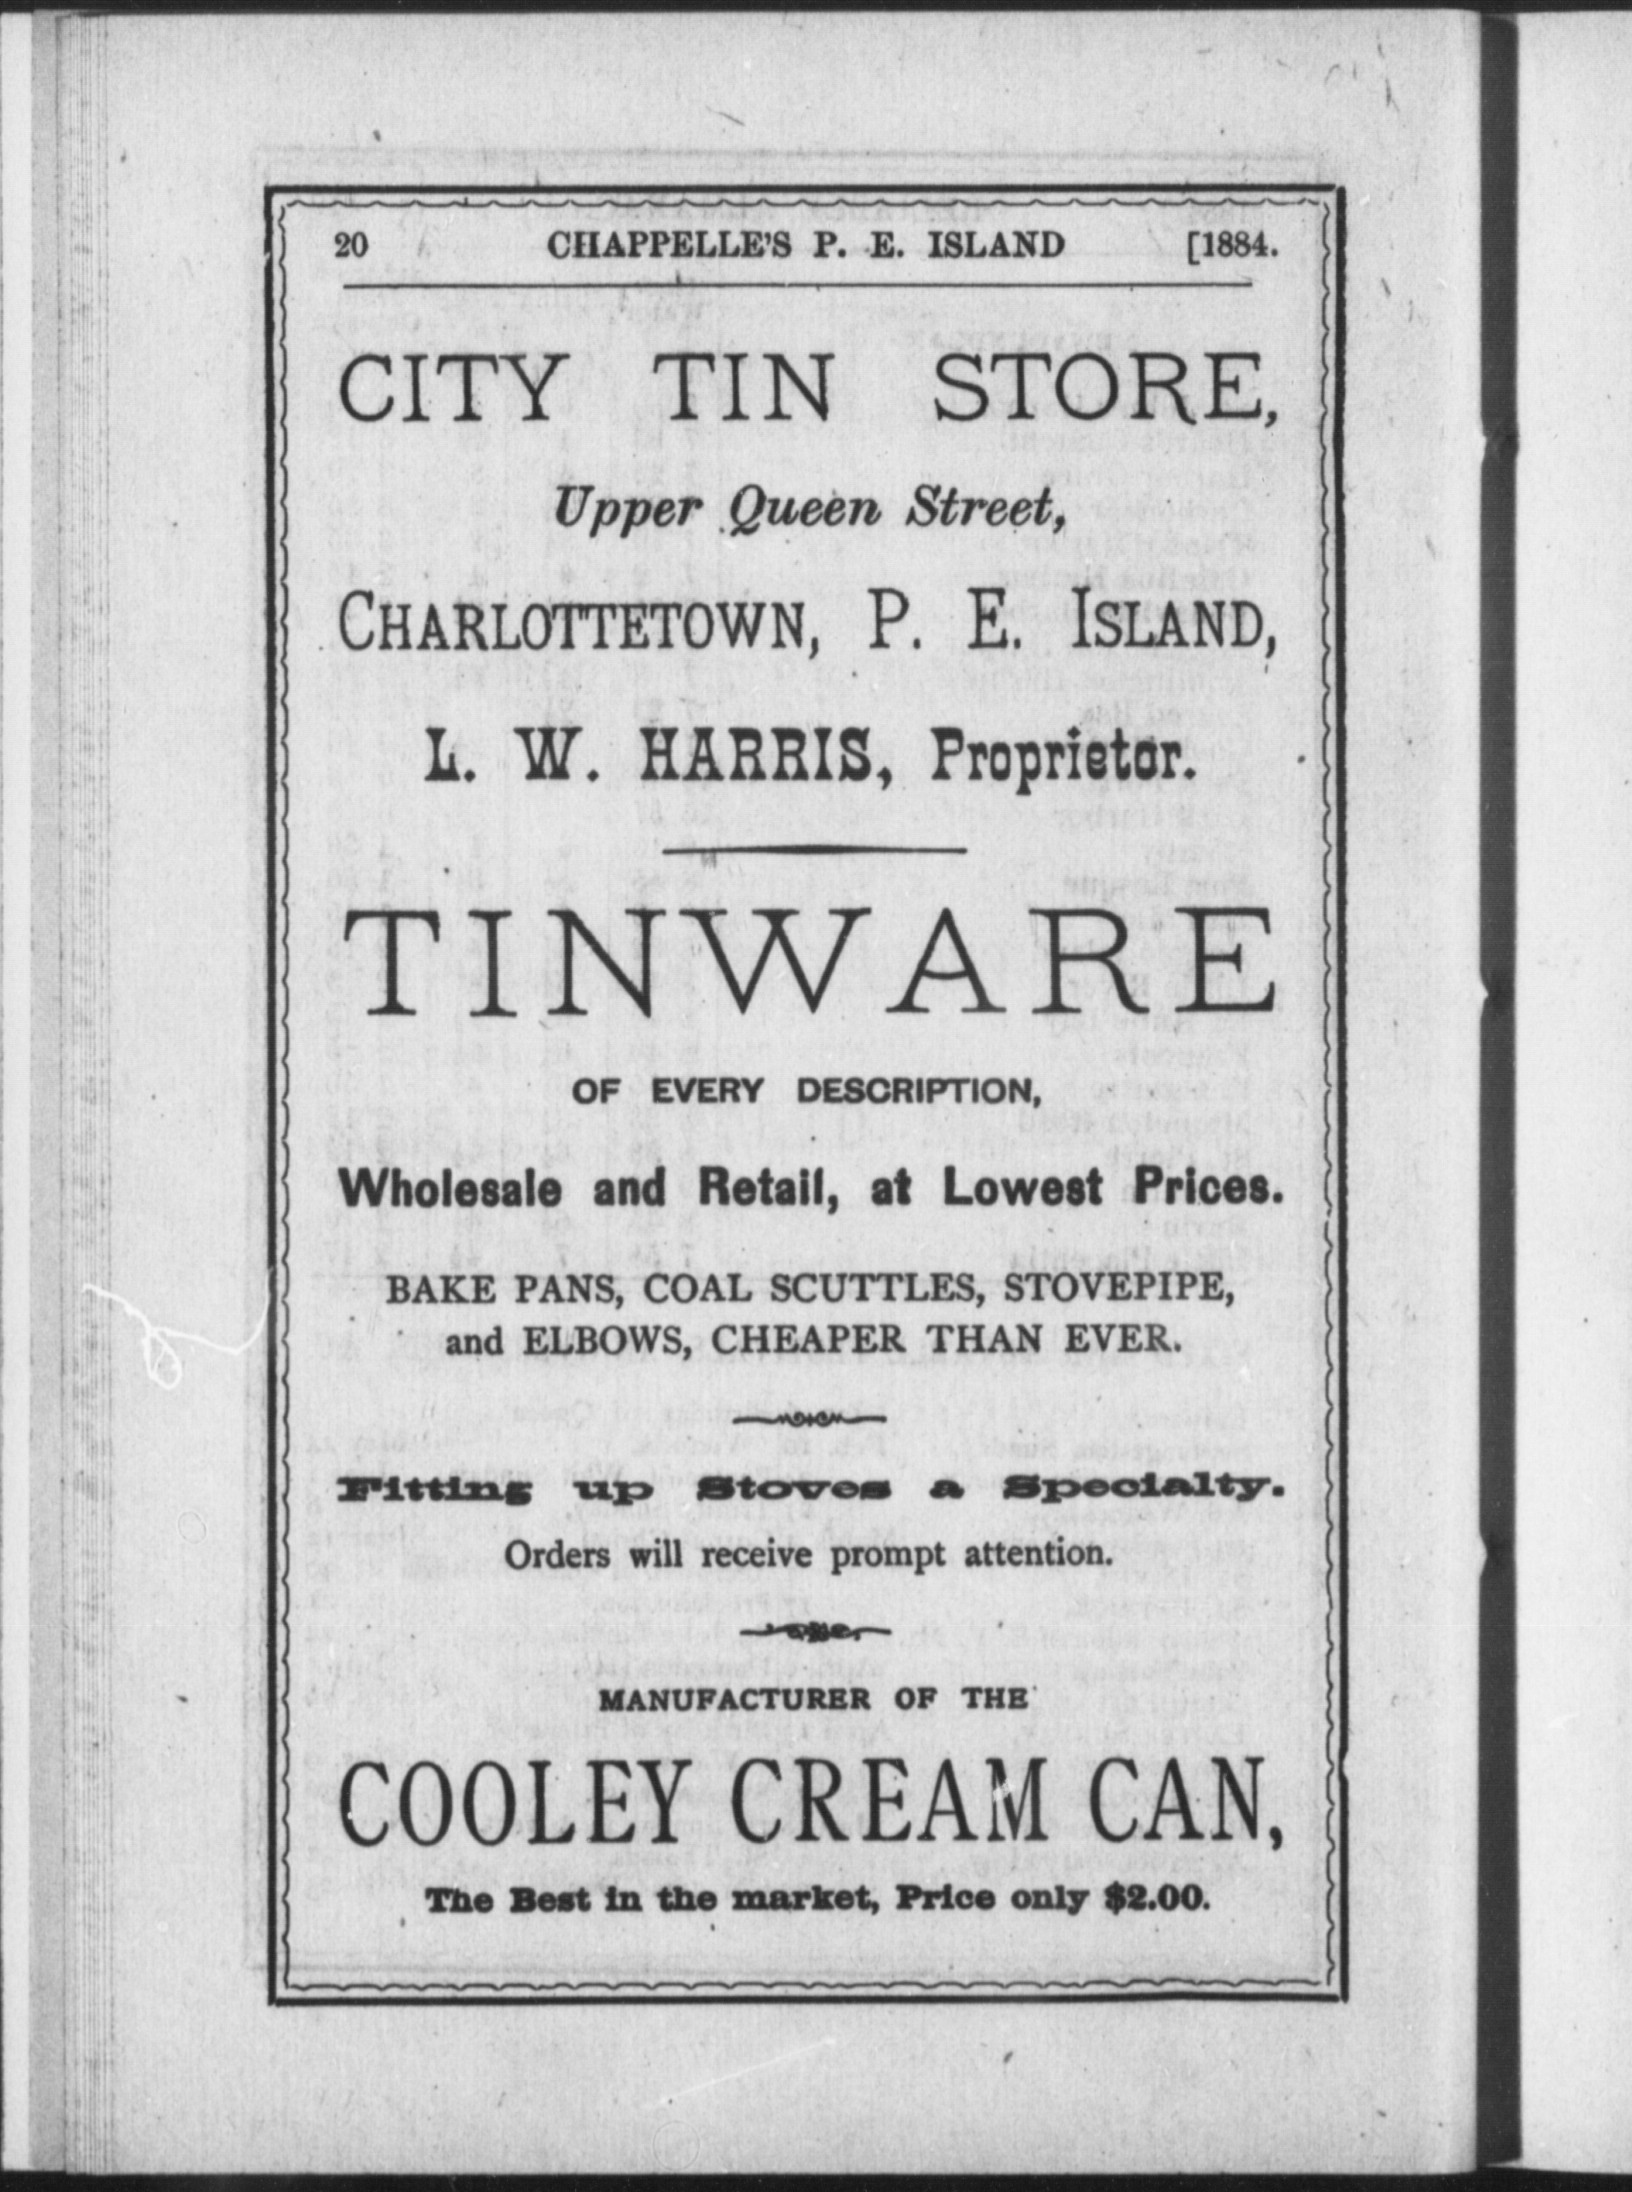 20 CHAPPELLE'S P. E. ISLAND [1884.
CITY TIN STORE,
Upper Queen Street,
CHARLOTTETOWN, P. E. ISLAND,
L. W. HARRIS, Proprietor.
TINWARE
OF EVERY DESCRIPTION,
Wholesale and Retail, at Lowest Prices.
BAKE PANS, COAL SCUTTLES, STOVEPIPE,
and ELBOWS, CHEAPER THAN EVER.
Fitting up Stoves a Specialty.
Orders will receive prompt attention.
MANUFACTURER OF THE
COOLEY CREAM CAN,
The Best in the market, Price only $2.00.